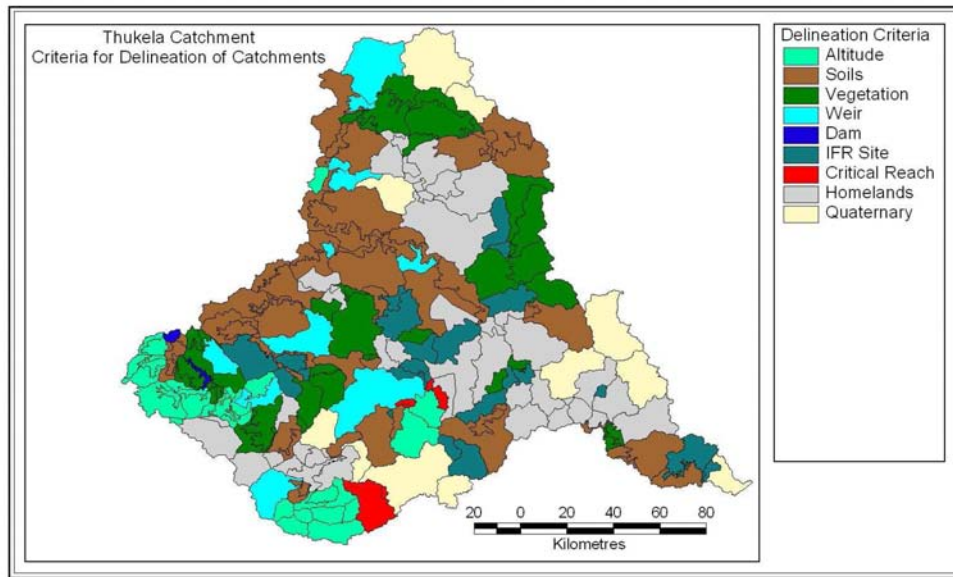 Thukela Catchment
Criteria for Delineation of Catchments
Delineation Criteria
Altitude
Soils
Vegetation
Weir
Dam
IFR Site
Critical Reach
Homelands
Quaternary
20 0 20 40 60 80
Kilometres